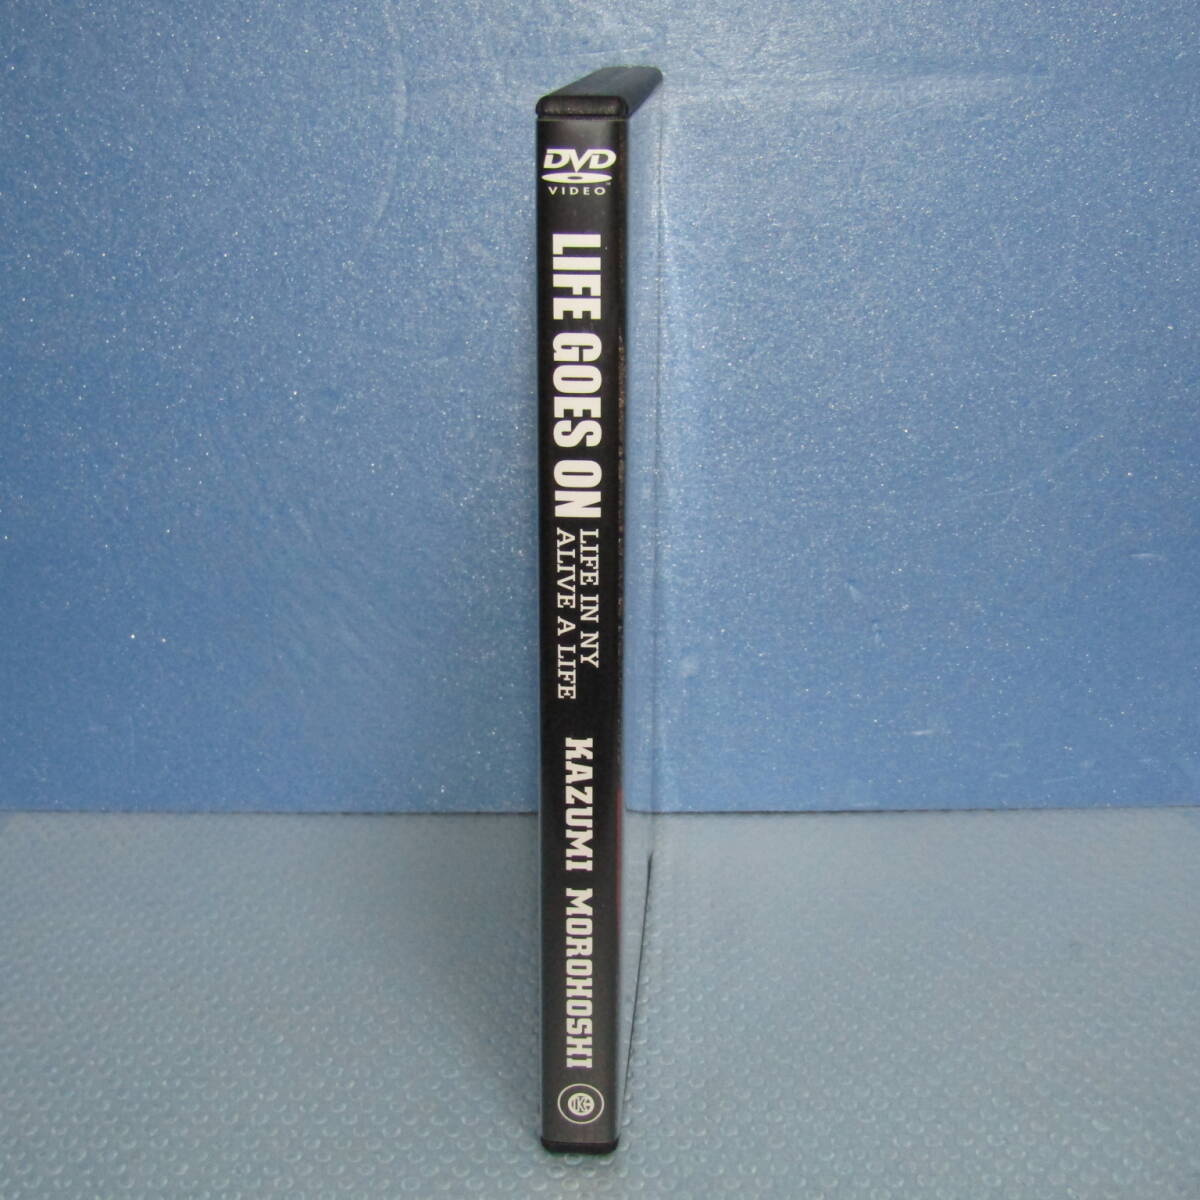 DVD
VIDEO
LIFE GOES ON
LIFE IN NY
ALIVE A LIFE
KAZUMI MOROHOSHI